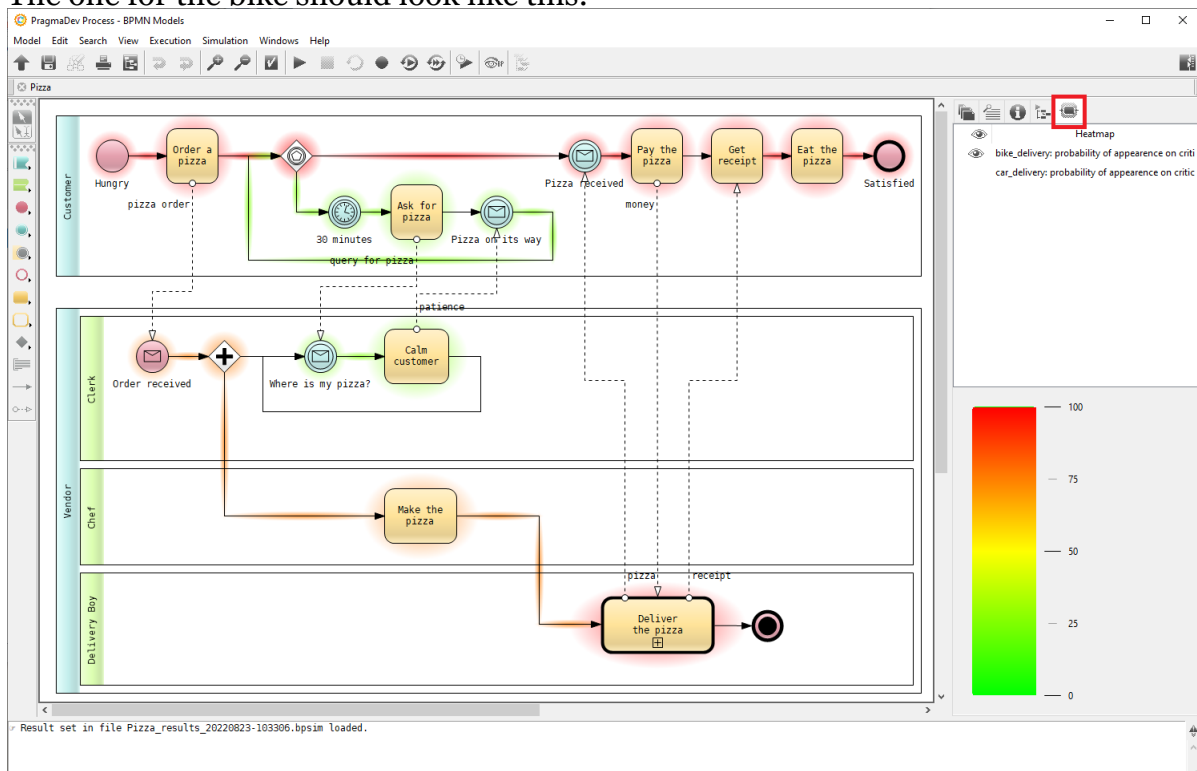 The one for the bike should look like this:
PragmaDev Process - BPMN Models
Model Edit Search View Execution Simulation Windows Help
Pizza
Heatmap
bike_delivery: probability of appearence on criti
car_delivery: probability of appearence on critic
Customer
Hungry
Order a
pizza
pizza order
30 minutes
Ask for
pizza
query for pizza
Pizza on its way
Pizza received
Pay the
pizza
money
Get
receipt
Eat the
pizza
Satisfied
patience
Vendor
Clerk
Order received
Where is my pizza?
Calm
customer
Chef
Make the
pizza
Delivery Boy
pizza
receipt
Deliver
the pizza
100
75
50
25
0
Result set in file Pizza_results_20220823-103306.bpsim loaded.